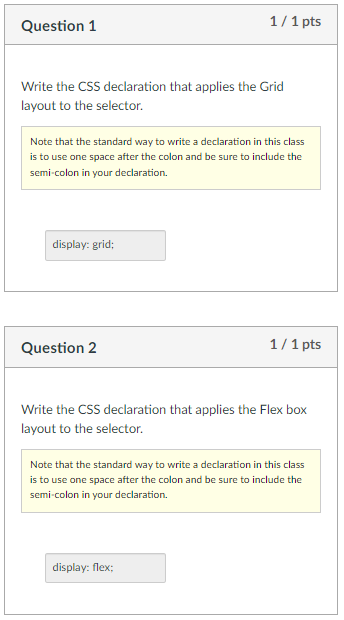 Question 1
1 / 1 pts
Write the CSS declaration that applies the Grid
layout to the selector.
Note that the standard way to write a declaration in this class
is to use one space after the colon and be sure to include the
semi-colon in your declaration.
display: grid;
Question 2
1 / 1 pts
Write the CSS declaration that applies the Flex box
layout to the selector.
Note that the standard way to write a declaration in this class
is to use one space after the colon and be sure to include the
semi-colon in your declaration.
display: flex;